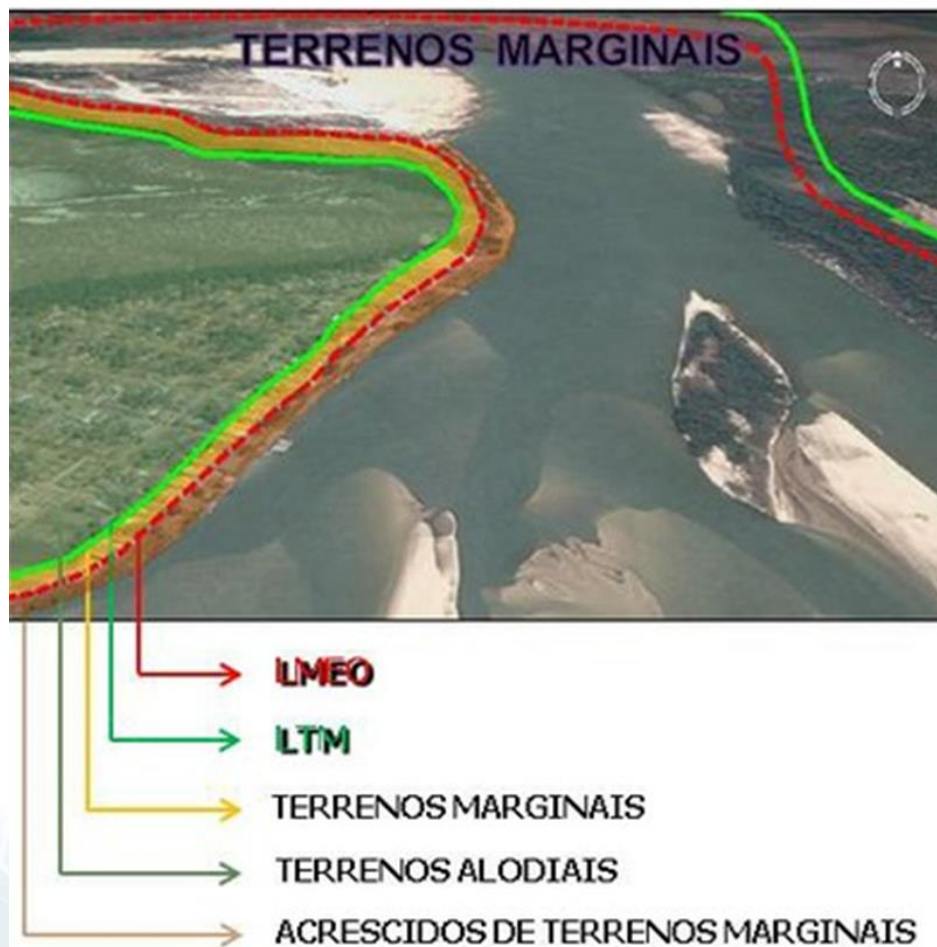 TERRENOS MARGINAIS
LMEO
LTM
TERRENOS MARGINAIS
TERRENOS ALODIAIS
ACRESCIDOS DE TERRENOS MARGINAIS